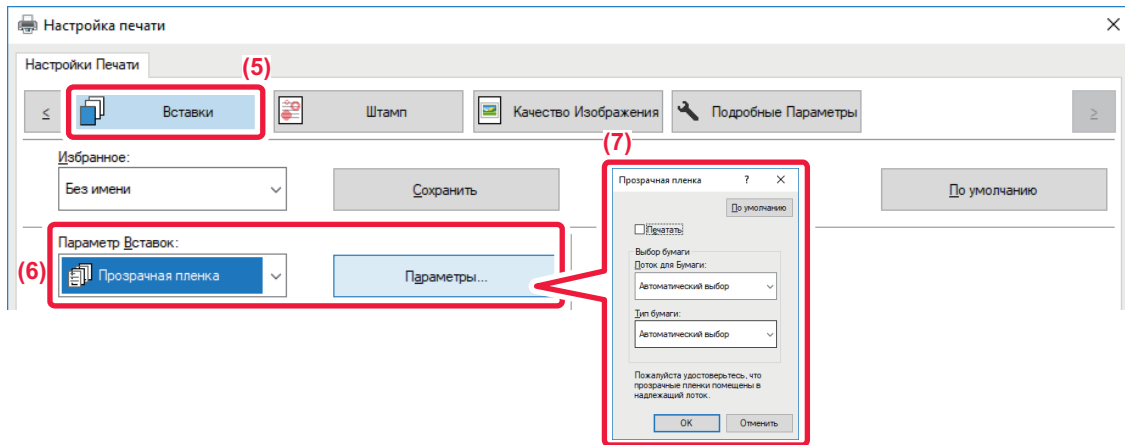 Настройка печати
Настройки Печати
(5)
≤
Вставки
Штамп
Качество Изображения
Подробные Параметры
≥
(7)
Избранное:
Без имени
Сохранить
По умолчанию
Параметр Вставок:
(6)
Прозрачная пленка
Параметры...
Прозрачная пленка
?
По умолчанию
Печатать
Выбор бумаги
Лоток для Бумаги:
Автоматический выбор
Тип бумаги:
Автоматический выбор
Пожалуйста удостоверьтесь, что
прозрачные пленки помещены в
надлежащий лоток.
OK
Отменить